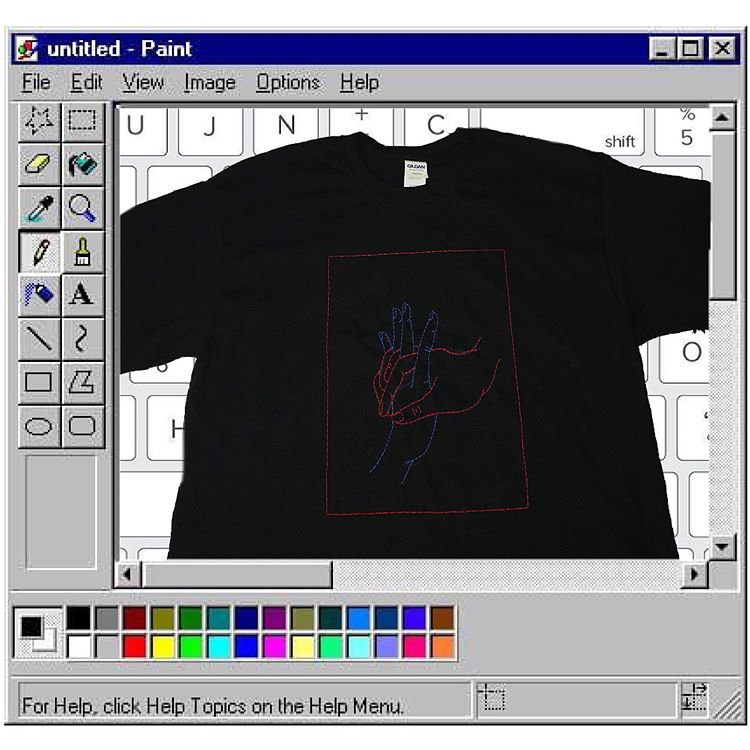 untitled - Paint
File Edit View Image Options Help
U J N + C shift % 5
GILDAN
O
H
A
For Help, click Help Topics on the Help Menu.